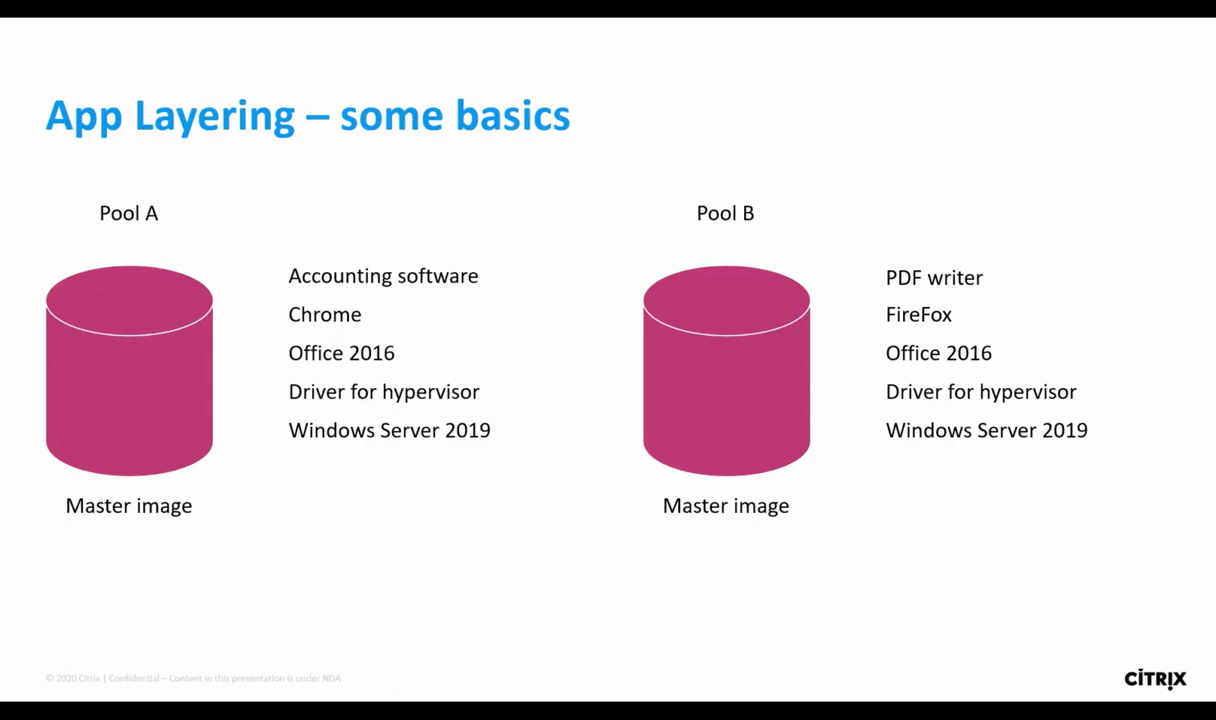 App Layering – some basics
Pool A
Accounting software
Chrome
Office 2016
Driver for hypervisor
Windows Server 2019
Master image
Pool B
PDF writer
FireFox
Office 2016
Driver for hypervisor
Windows Server 2019
Master image
© 2020 Citrix | Confidential – Content in this presentation is under NDA
CİTRIX